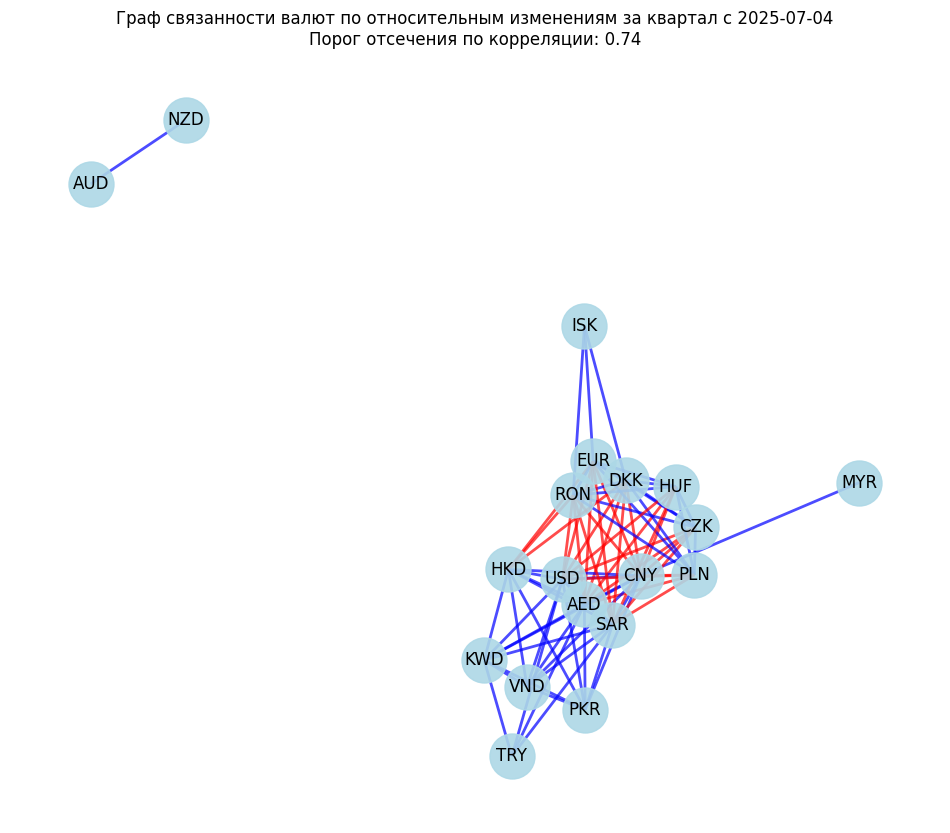 Граф связанности валют по относительным изменениям за квартал с 2025-07-04
Порог отсечения по корреляции: 0.74
NZD
AUD
ISK
EUR
DKK
HUF
MYR
RON
CZK
HKD
USD
CNY
PLN
AED
SAR
KWD
VND
PKR
TRY